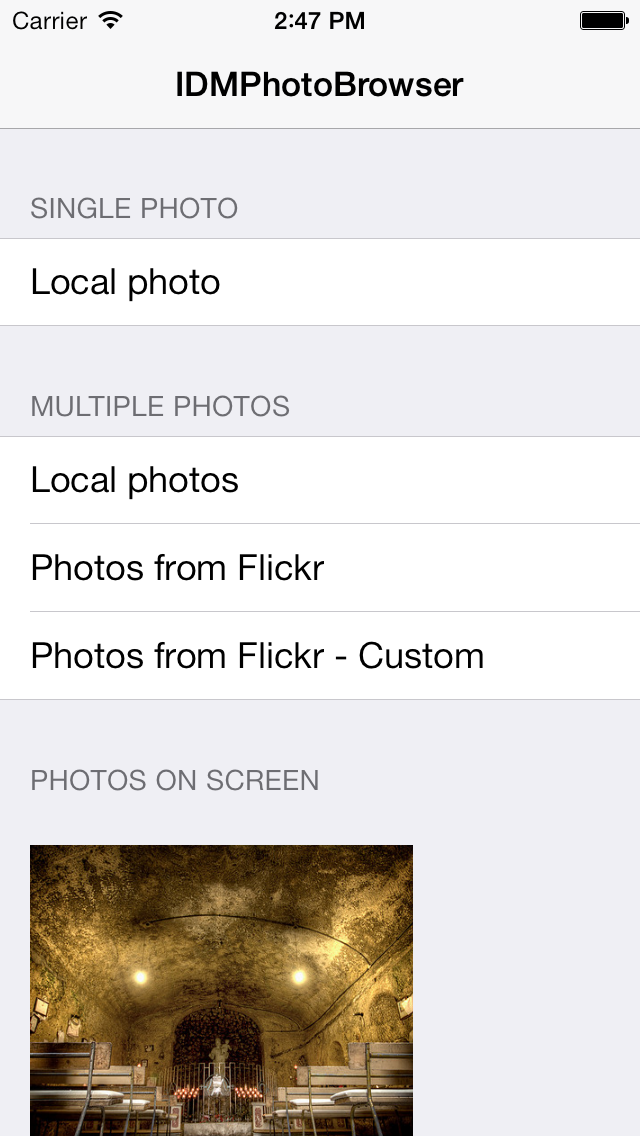 Carrier 2:47 PM
IDMPhotoBrowser
SINGLE PHOTO
Local photo
MULTIPLE PHOTOS
Local photos
Photos from Flickr
Photos from Flickr - Custom
PHOTOS ON SCREEN